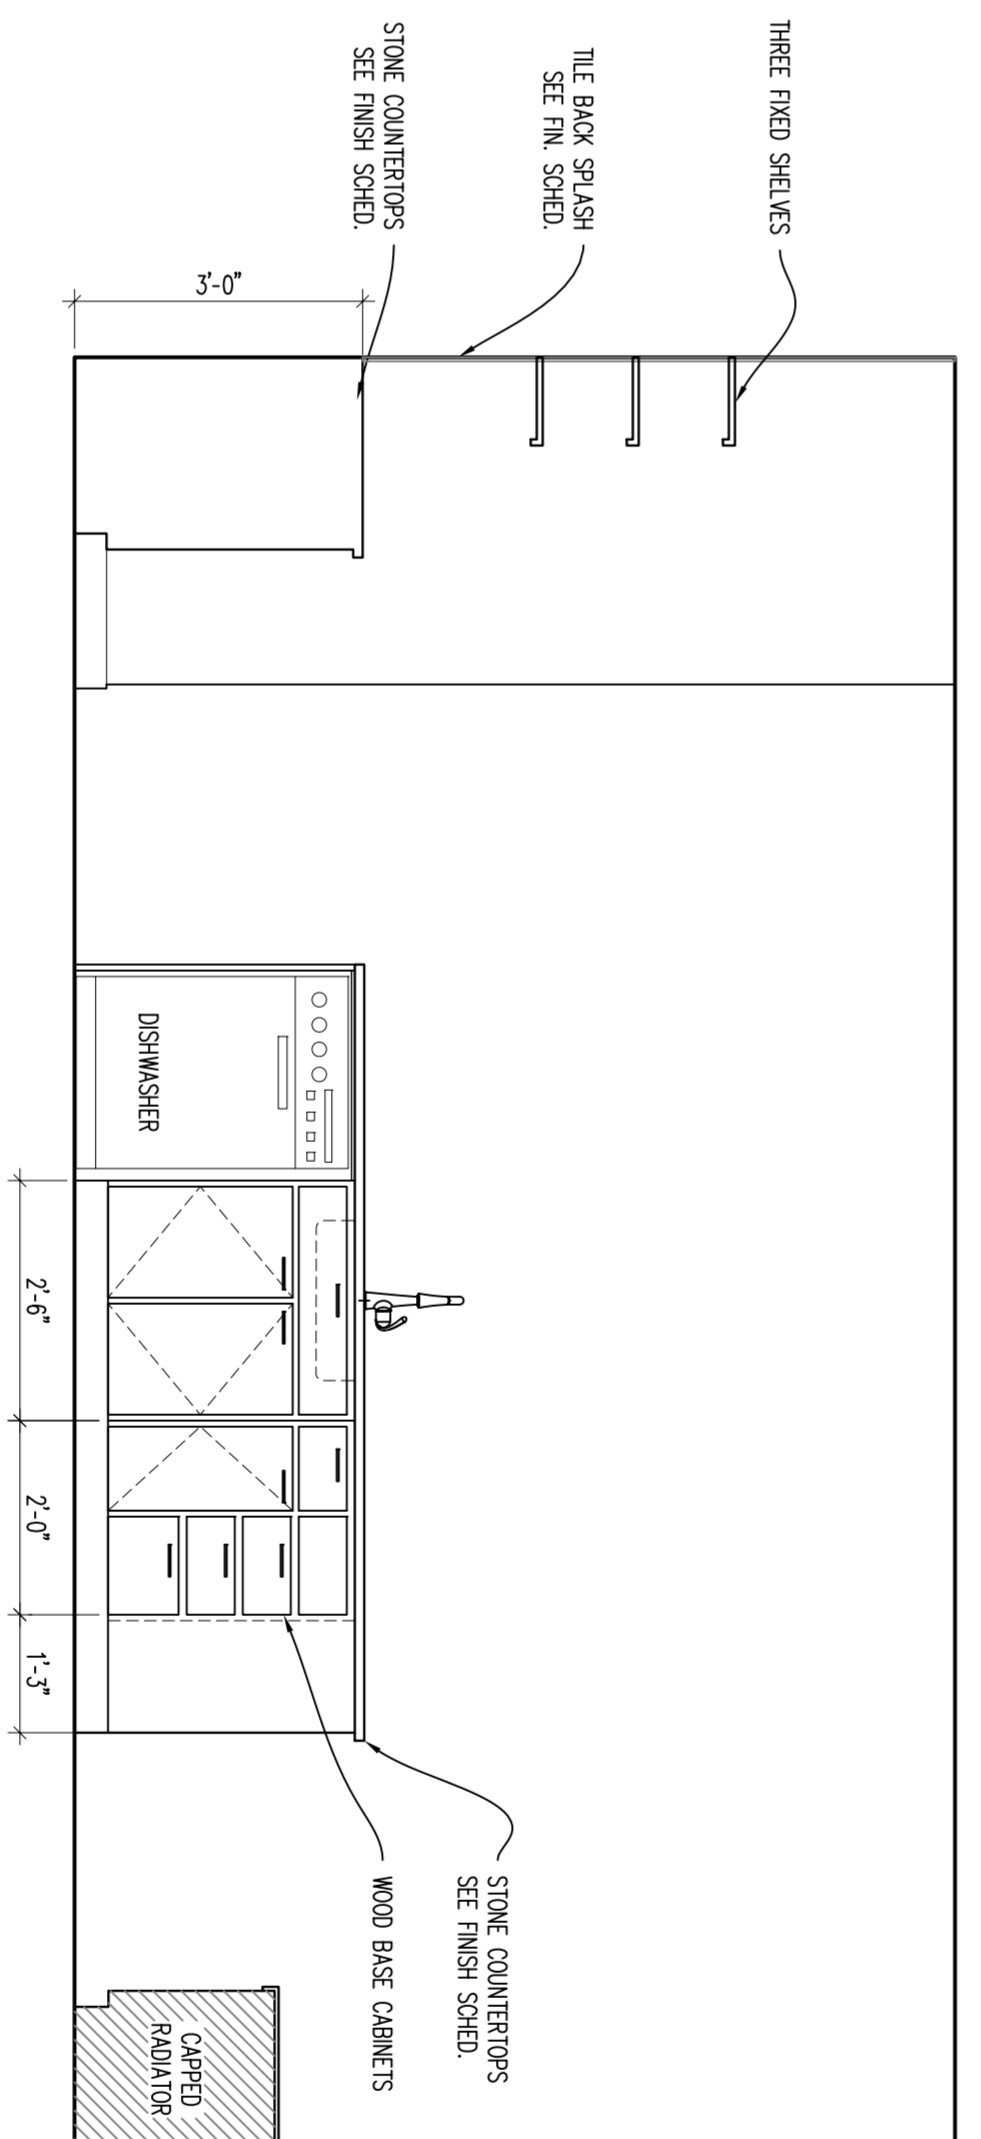 THREE FIXED SHELVES
TILE BACK SPLASH
SEE FIN. SCHED.
STONE COUNTERTOPS
SEE FINISH SCHED.
3'-0"
DISHWASHER
STONE COUNTERTOPS
SEE FINISH SCHED.
WOOD BASE CABINETS
CAPPED
RADIATOR
2'-6"
2'-0"
1'-3"